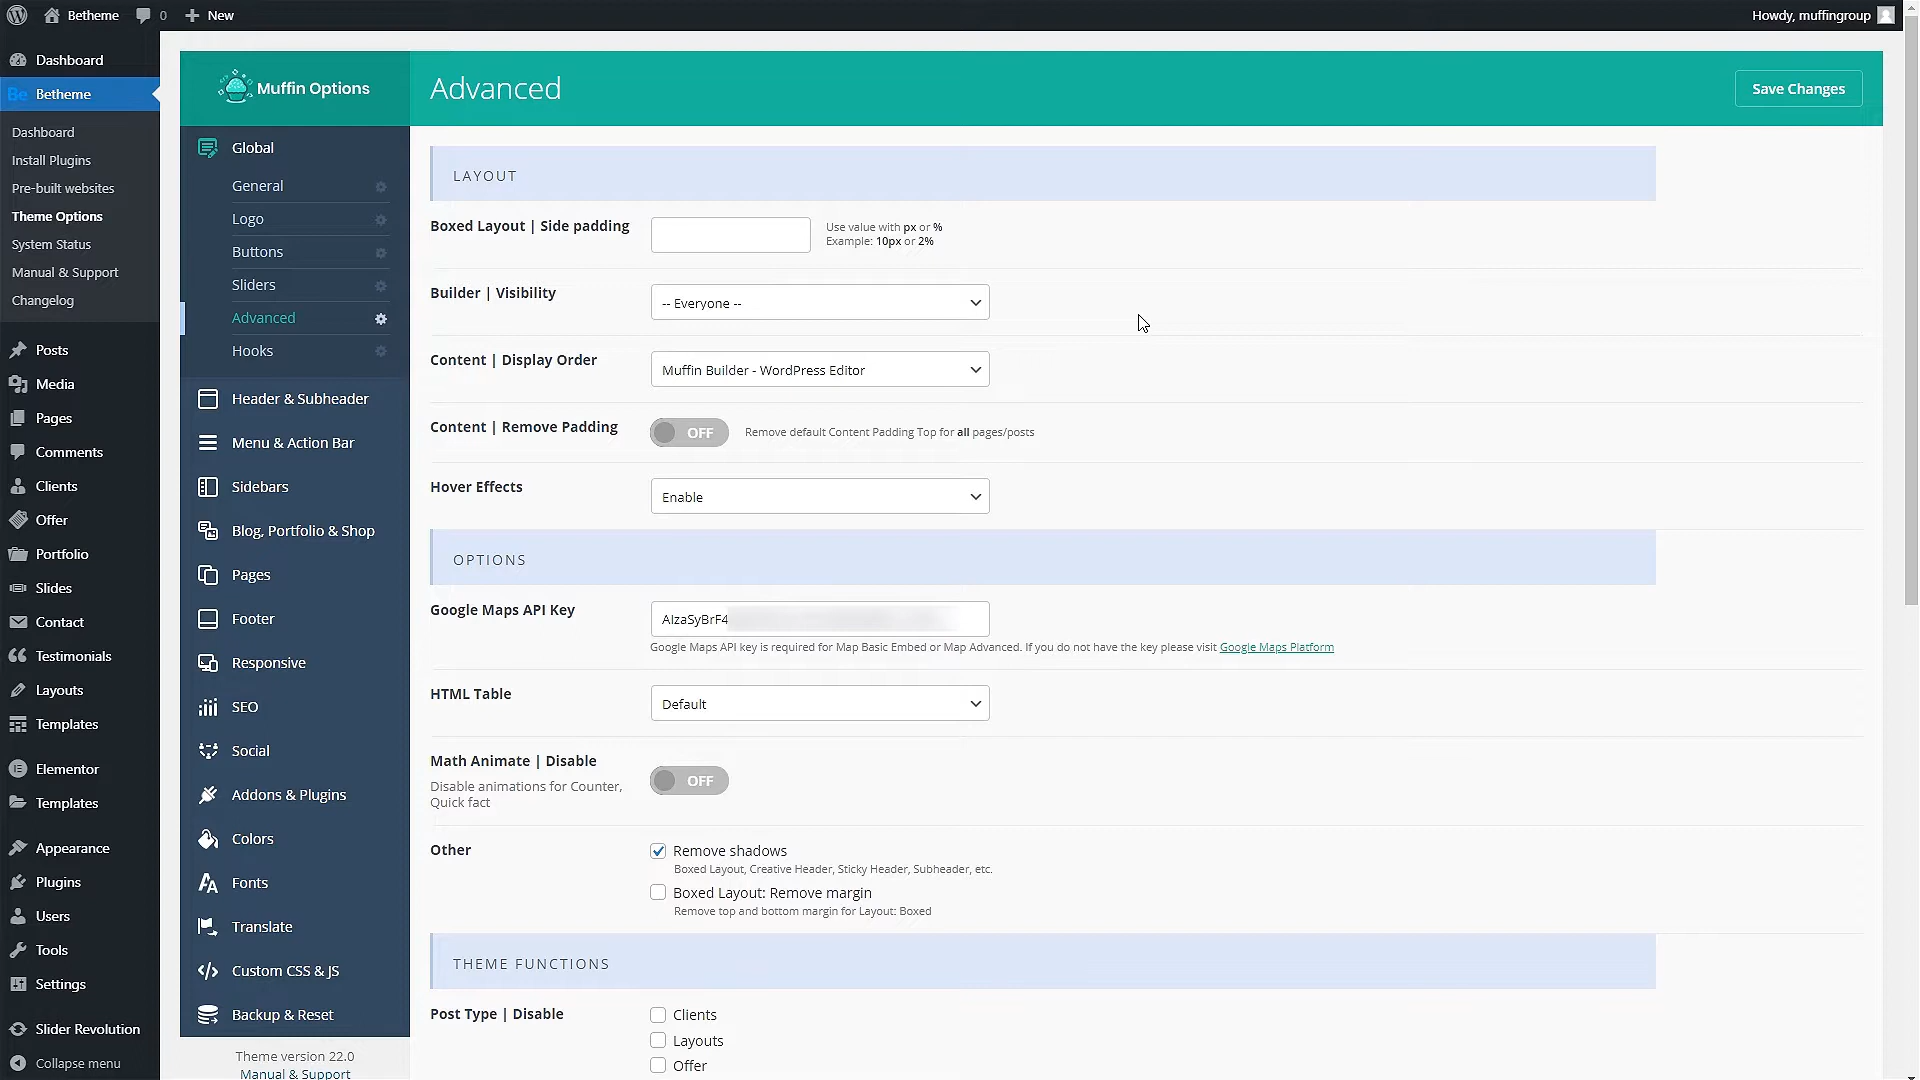 Betheme
0
New
Howdy, muffingroup
Dashboard
Be Betheme
Dashboard
Install Plugins
Pre-built websites
Theme Options
System Status
Manual & Support
Changelog
Posts
Media
Pages
Comments
Clients
Offer
Portfolio
Slides
Contact
Testimonials
Layouts
Templates
Elementor
Templates
Appearance
Plugins
Users
Tools
Settings
Slider Revolution
Collapse menu
Muffin Options
Global
General
Logo
Buttons
Sliders
Advanced
Hooks
Header & Subheader
Menu & Action Bar
Sidebars
Blog, Portfolio & Shop
Pages
Footer
Responsive
SEO
Social
Addons & Plugins
Colors
Fonts
Translate
Custom CSS & JS
Backup & Reset
Theme version 22.0
Manual & Support
Advanced
Save Changes
LAYOUT
Boxed Layout | Side padding
Use value with px or %
Example: 10px or 2%
Builder | Visibility
-- Everyone --
Content | Display Order
Muffin Builder - WordPress Editor
Content | Remove Padding
OFF
Remove default Content Padding Top for all pages/posts
Hover Effects
Enable
OPTIONS
Google Maps API Key
AIzaSyBrF4
Google Maps API key is required for Map Basic Embed or Map Advanced. If you do not have the key please visit Google Maps Platform
HTML Table
Default
Math Animate | Disable
Disable animations for Counter,
Quick fact
OFF
Other
Remove shadows
Boxed Layout, Creative Header, Sticky Header, Subheader, etc.
Boxed Layout: Remove margin
Remove top and bottom margin for Layout: Boxed
THEME FUNCTIONS
Post Type | Disable
Clients
Layouts
Offer